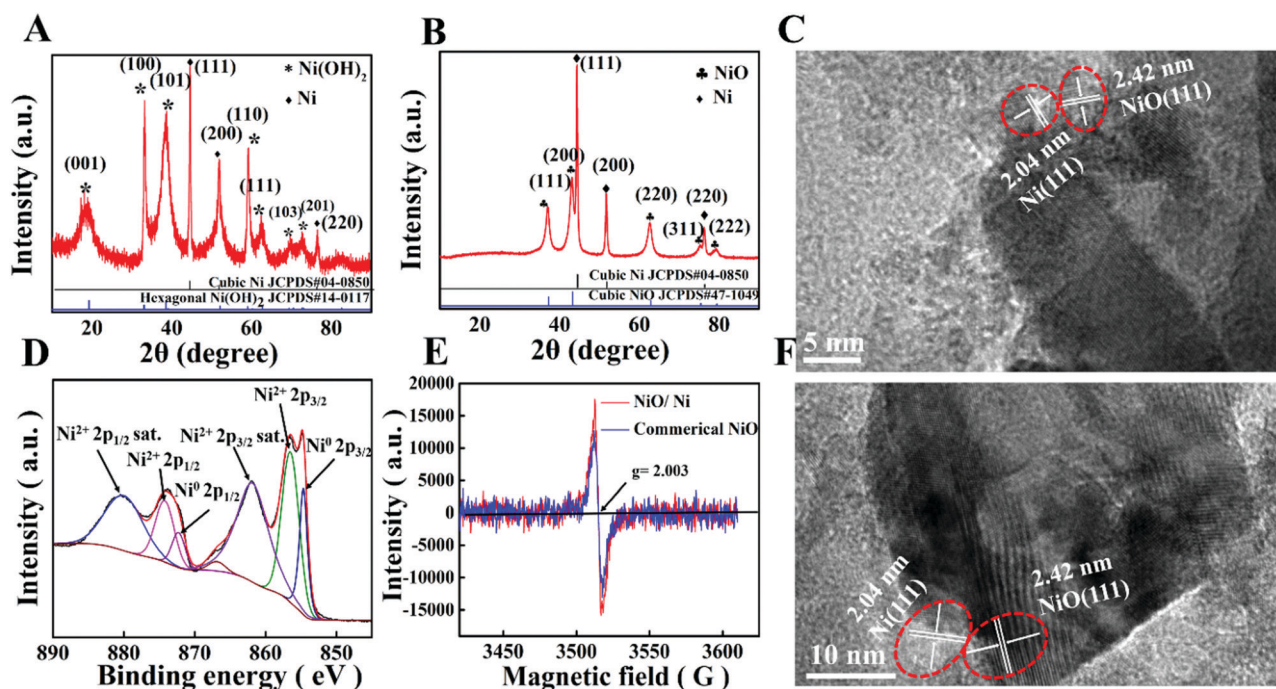 A
Intensity (a.u.)
(001)
*
(100)
*
(101)
*
♦
(111)
(200)
♦
(110)
*
(111)
*
(103)
*
(201)
*
♦
(220)
* Ni(OH)₂
♦ Ni
Cubic Ni JCPDS#04-0850
Hexagonal Ni(OH)₂ JCPDS#14-0117
20 40 60 80
2θ (degree)
B
Intensity (a.u.)
(111)
♣
(200)
♣
♦
(111)
(200)
♦
(220)
♣
(311)
♣
(220)
♦
(222)
♣
♣ NiO
♦ Ni
Cubic Ni JCPDS#04-0850
Cubic NiO JCPDS#47-1049
20 40 60 80
2θ (degree)
C
2.42 nm
NiO(111)
2.04 nm
Ni(111)
5 nm
D
Intensity ( a.u.)
Ni²⁺ 2p₁/₂ sat.
Ni²⁺ 2p₁/₂
Ni⁰ 2p₁/₂
Ni²⁺ 2p₃/₂ sat.
Ni²⁺ 2p₃/₂
Ni⁰ 2p₃/₂
890 880 870 860 850
Binding energy ( eV)
E
Intensity ( a.u.)
20000
15000
10000
5000
0
-5000
-10000
-15000
NiO/ Ni
Commerical NiO
g= 2.003
3450 3500 3550 3600
Magnetic field ( G )
F
2.04 nm
Ni(111)
2.42 nm
NiO(111)
10 nm